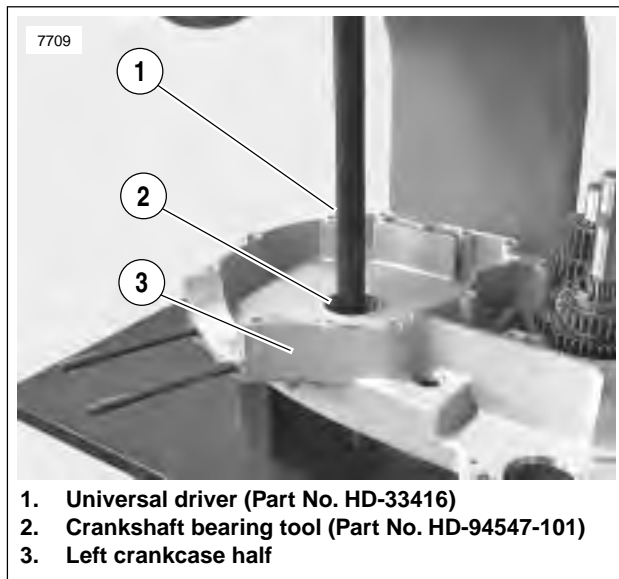 7709
1
2
3
1. Universal driver (Part No. HD-33416)
2. Crankshaft bearing tool (Part No. HD-94547-101)
3. Left crankcase half